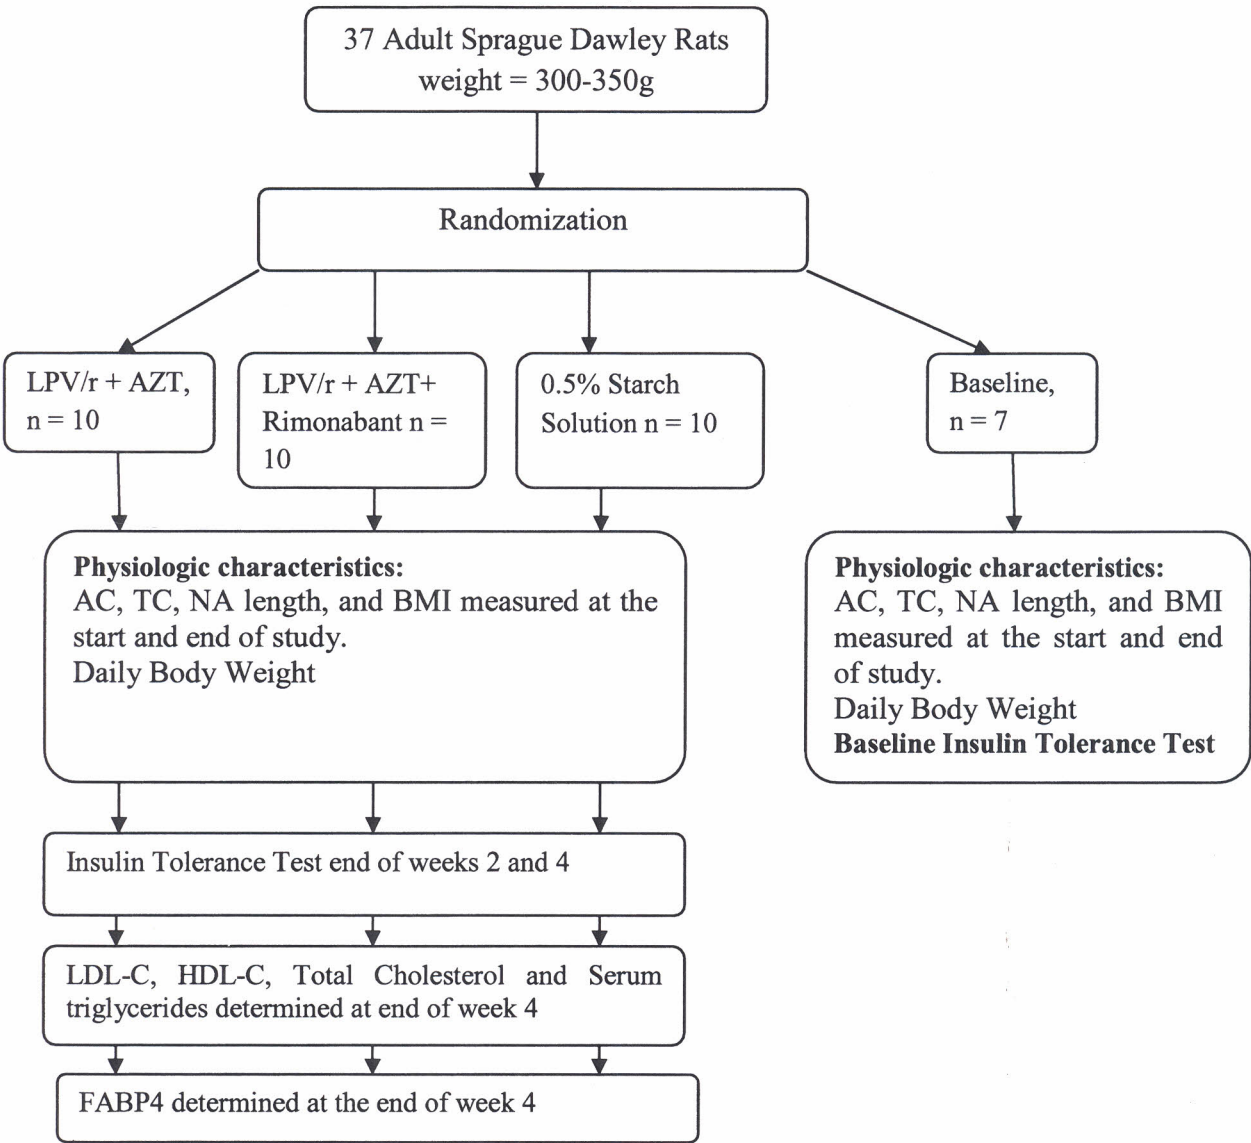 37 Adult Sprague Dawley Rats
weight = 300-350g
Randomization
LPV/r + AZT,
n = 10
LPV/r + AZT+
Rimonabant n =
10
0.5% Starch
Solution n = 10
Baseline,
n = 7
Physiologic characteristics:
AC, TC, NA length, and BMI measured at the
start and end of study.
Daily Body Weight
Physiologic characteristics:
AC, TC, NA length, and BMI
measured at the start and end
of study.
Daily Body Weight
Baseline Insulin Tolerance Test
Insulin Tolerance Test end of weeks 2 and 4
LDL-C, HDL-C, Total Cholesterol and Serum
triglycerides determined at end of week 4
FABP4 determined at the end of week 4